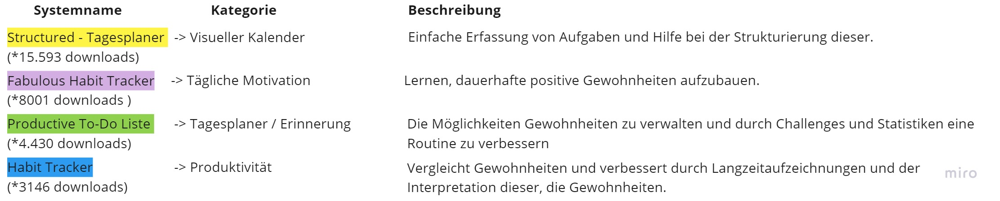 Systemname Kategorie Beschreibung
Structured - Tagesplaner -> Visueller Kalender Einfache Erfassung von Aufgaben und Hilfe bei der Strukturierung dieser.
(*15.593 downloads)
Fabulous Habit Tracker -> Tägliche Motivation Lernen, dauerhafte positive Gewohnheiten aufzubauen.
(*8001 downloads )
Productive To-Do Liste -> Tagesplaner / Erinnerung Die Möglichkeiten Gewohnheiten zu verwalten und durch Challenges und Statistiken eine
(*4.430 downloads) Routine zu verbessern
Habit Tracker -> Produktivität Vergleicht Gewohnheiten und verbessert durch Langzeitaufzeichnungen und der
(*3146 downloads) Interpretation dieser, die Gewohnheiten.
miro